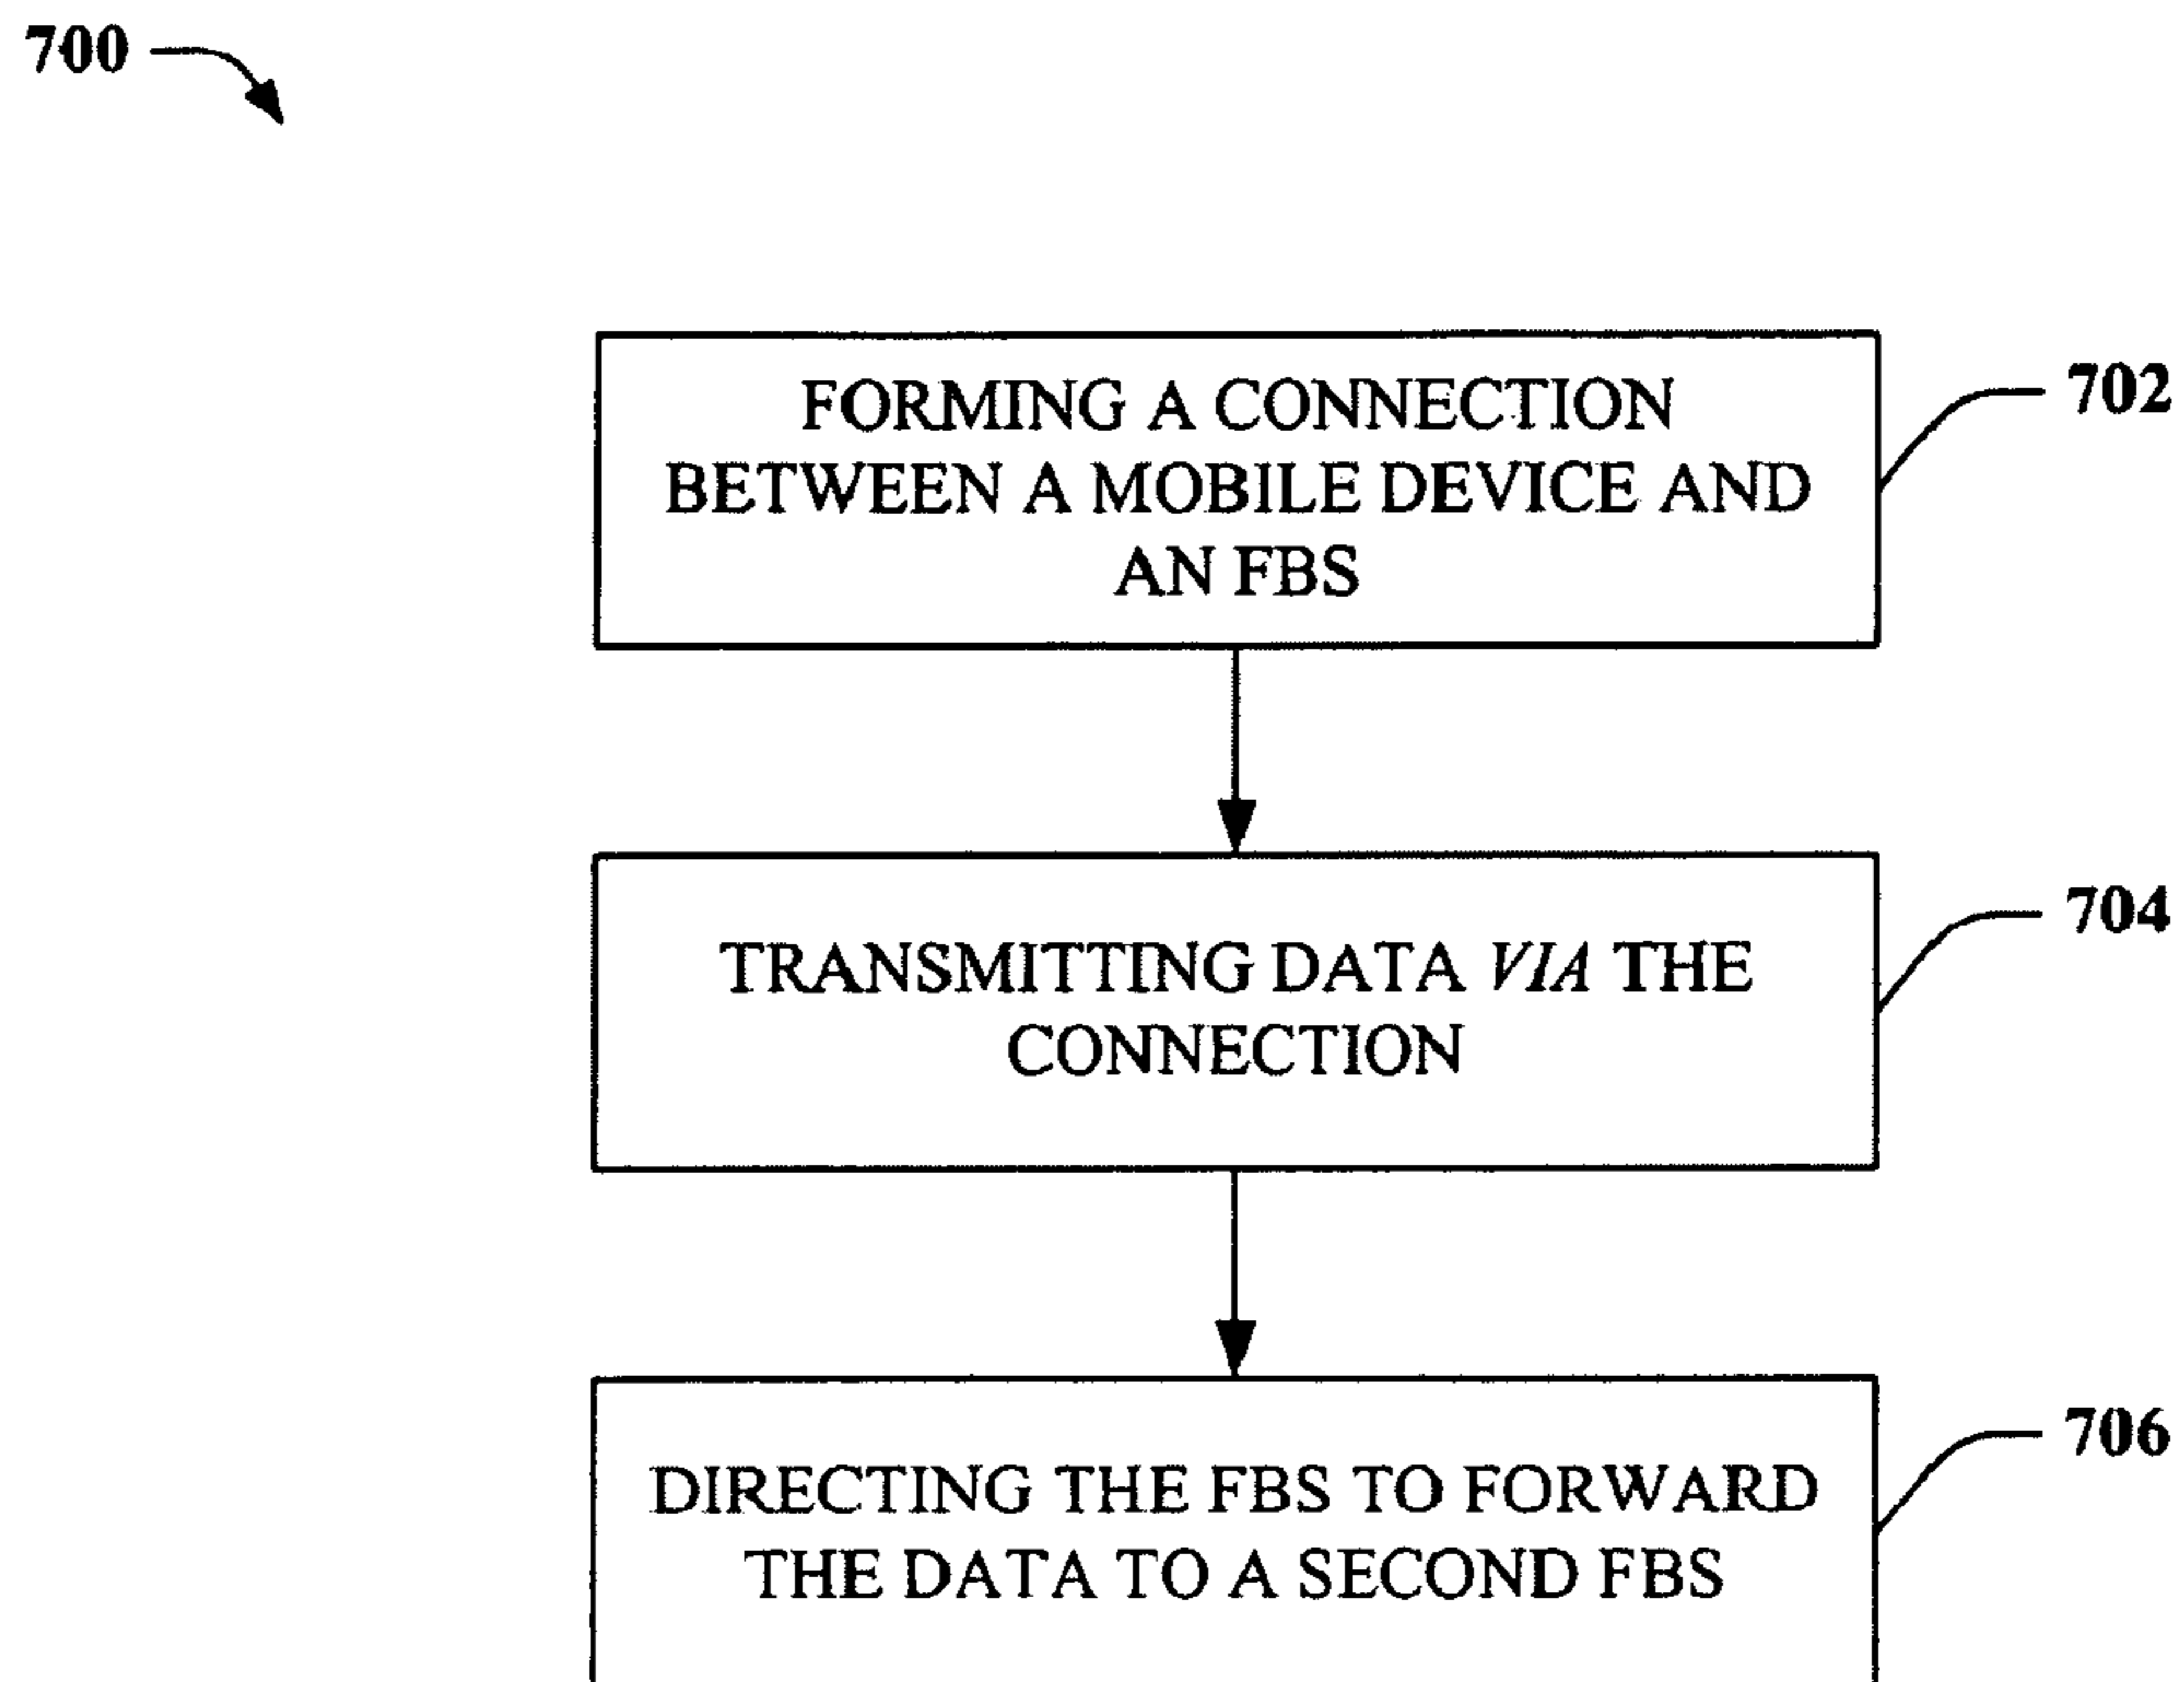 700
FORMING A CONNECTION
BETWEEN A MOBILE DEVICE AND
AN FBS
702
TRANSMITTING DATA VIA THE
CONNECTION
704
DIRECTING THE FBS TO FORWARD
THE DATA TO A SECOND FBS
706